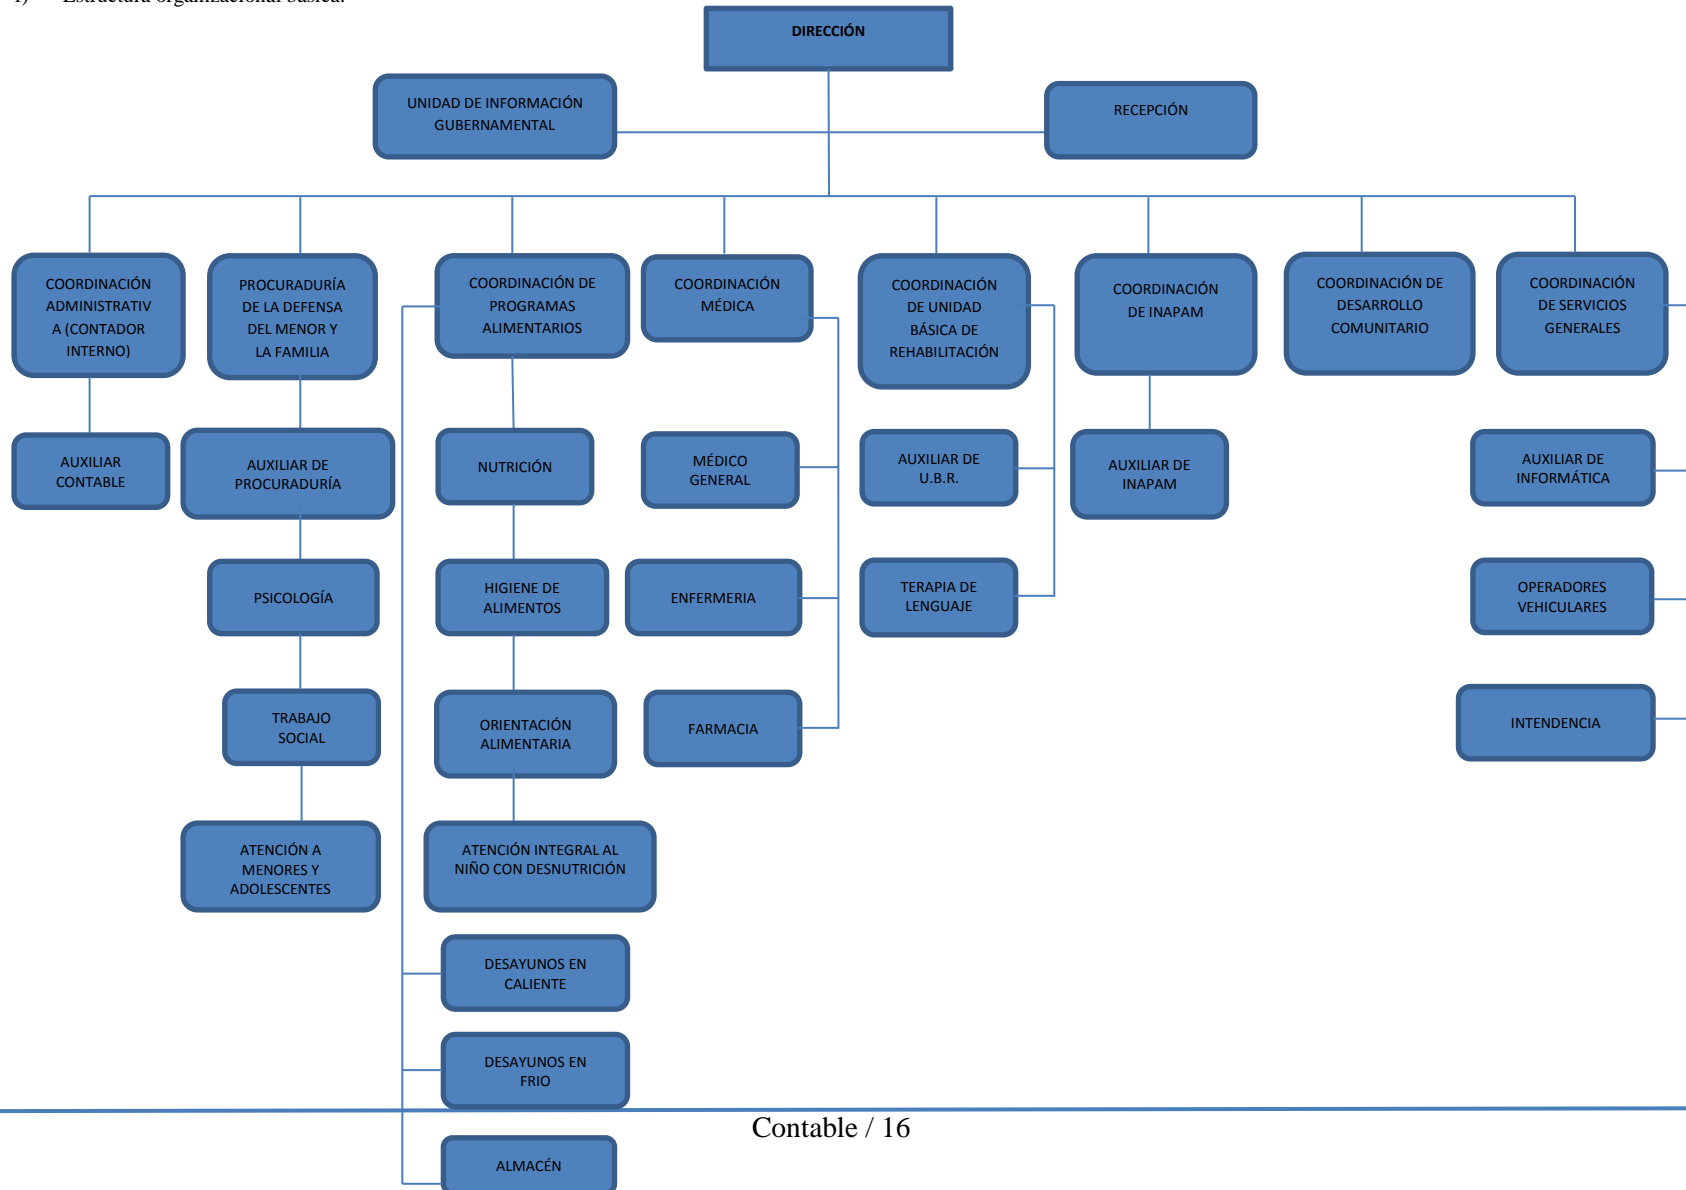 Estructura organizacional básica.
DIRECCIÓN
UNIDAD DE INFORMACIÓN
GUBERNAMENTAL
RECEPCIÓN
COORDINACIÓN
ADMINISTRATIV
A (CONTADOR
INTERNO)
PROCURADURÍA
DE LA DEFENSA
DEL MENOR Y
LA FAMILIA
COORDINACIÓN DE
PROGRAMAS
ALIMENTARIOS
COORDINACIÓN
MÉDICA
COORDINACIÓN
DE UNIDAD
BÁSICA DE
REHABILITACIÓN
COORDINACIÓN
DE INAPAM
COORDINACIÓN DE
DESARROLLO
COMUNITARIO
COORDINACIÓN
DE SERVICIOS
GENERALES
AUXILIAR
CONTABLE
AUXILIAR DE
PROCURADURÍA
NUTRICIÓN
MÉDICO
GENERAL
AUXILIAR DE
U.B.R.
AUXILIAR DE
INAPAM
AUXILIAR DE
INFORMÁTICA
PSICOLOGÍA
HIGIENE DE
ALIMENTOS
ENFERMERIA
TERAPIA DE
LENGUAJE
OPERADORES
VEHICULARES
TRABAJO
SOCIAL
ORIENTACIÓN
ALIMENTARIA
FARMACIA
INTENDENCIA
ATENCIÓN A
MENORES Y
ADOLESCENTES
ATENCIÓN INTEGRAL AL
NIÑO CON DESNUTRICIÓN
DESAYUNOS EN
CALIENTE
DESAYUNOS EN
FRIO
Contable / 16
ALMACÉN